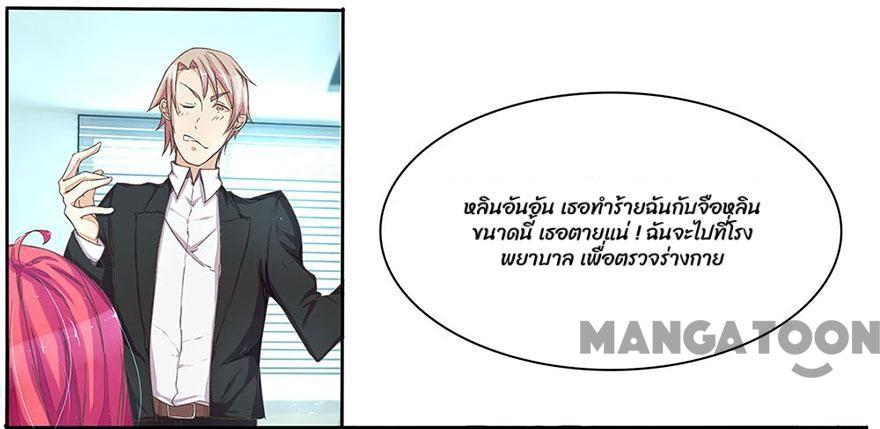 หลินอันอัน เธอทำร้ายฉันกับจือหลิน
ขนาดนี้ เธอตายแน่ ! ฉันจะไปที่โรง
พยาบาล เพื่อตรวจร่างกาย
MANGATOON